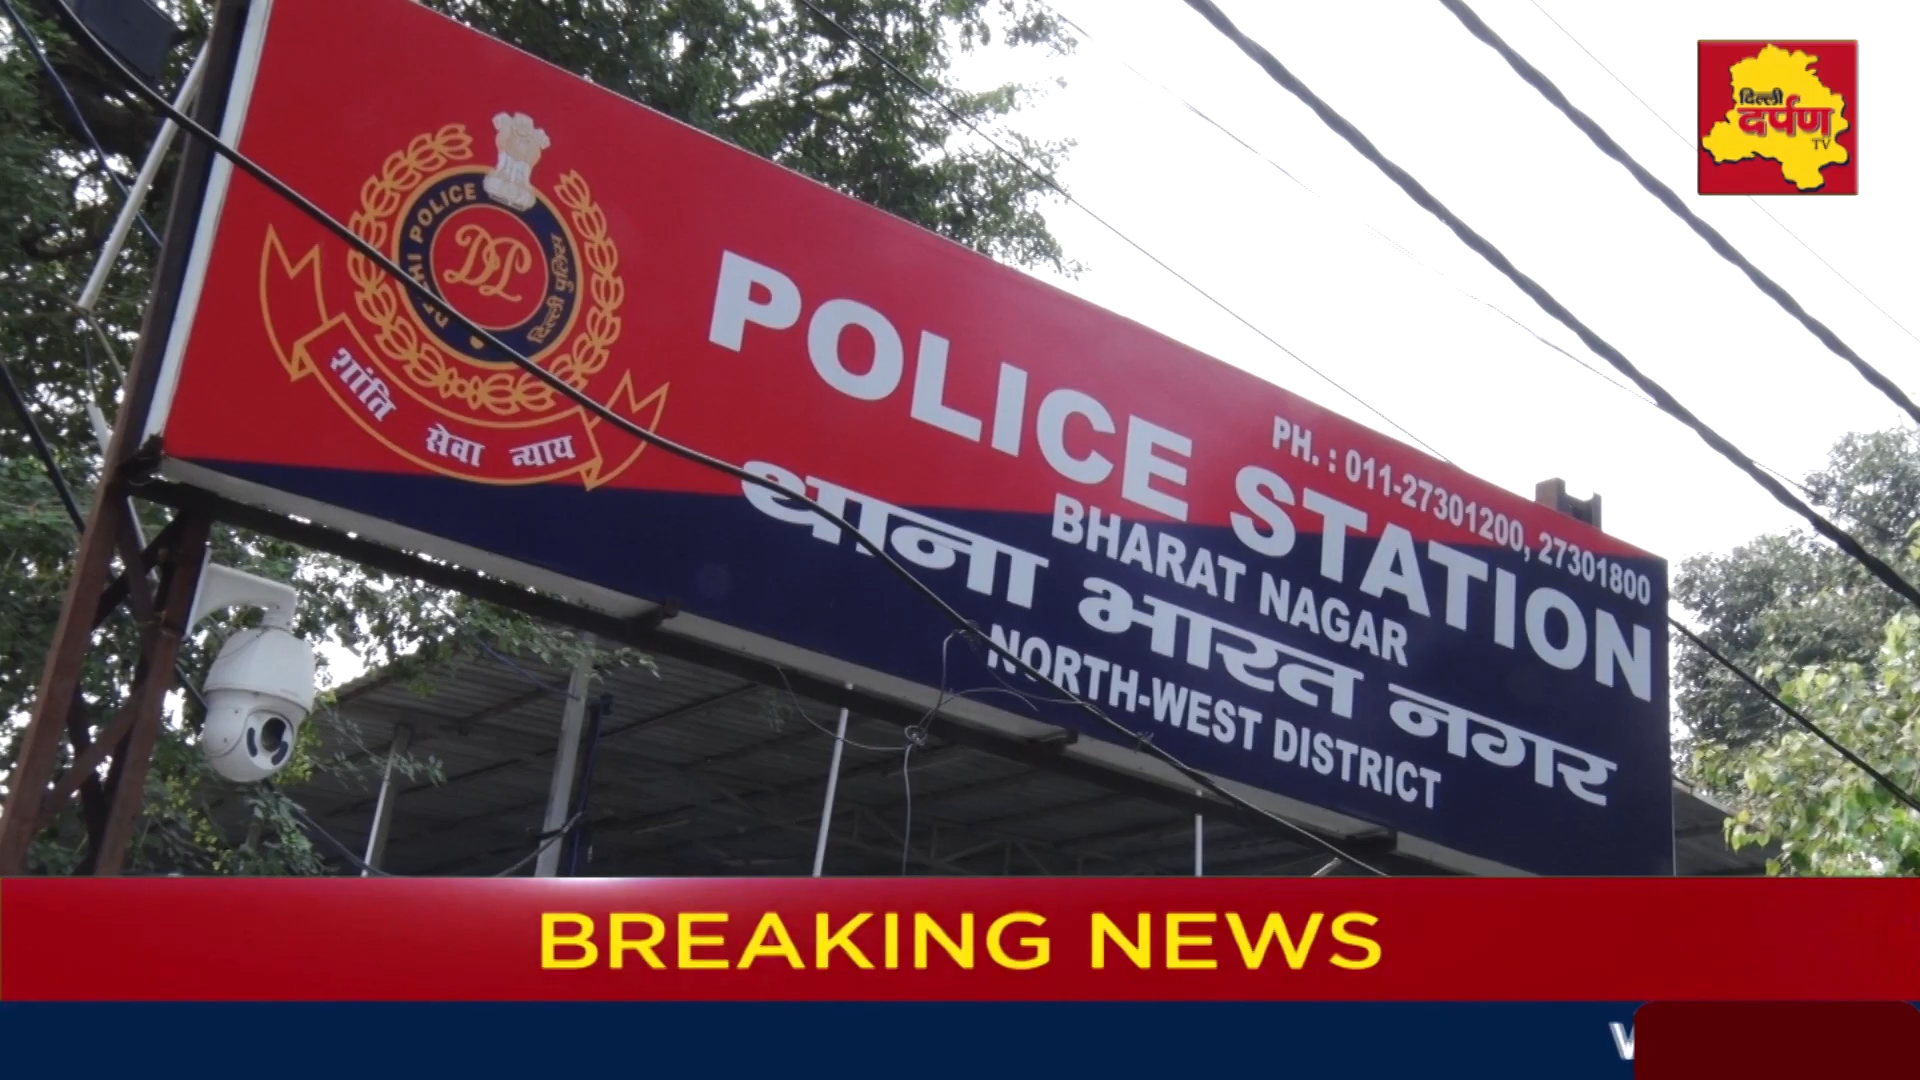 दिल्ली
दर्पण
TV
POLICE
दिल्ली पुलिस
DP
शांति सेवा न्याय
PH. : 011-27301200, 27301800
POLICE STATION
BHARAT NAGAR
थाना भारत नगर
NORTH-WEST DISTRICT
BREAKING NEWS